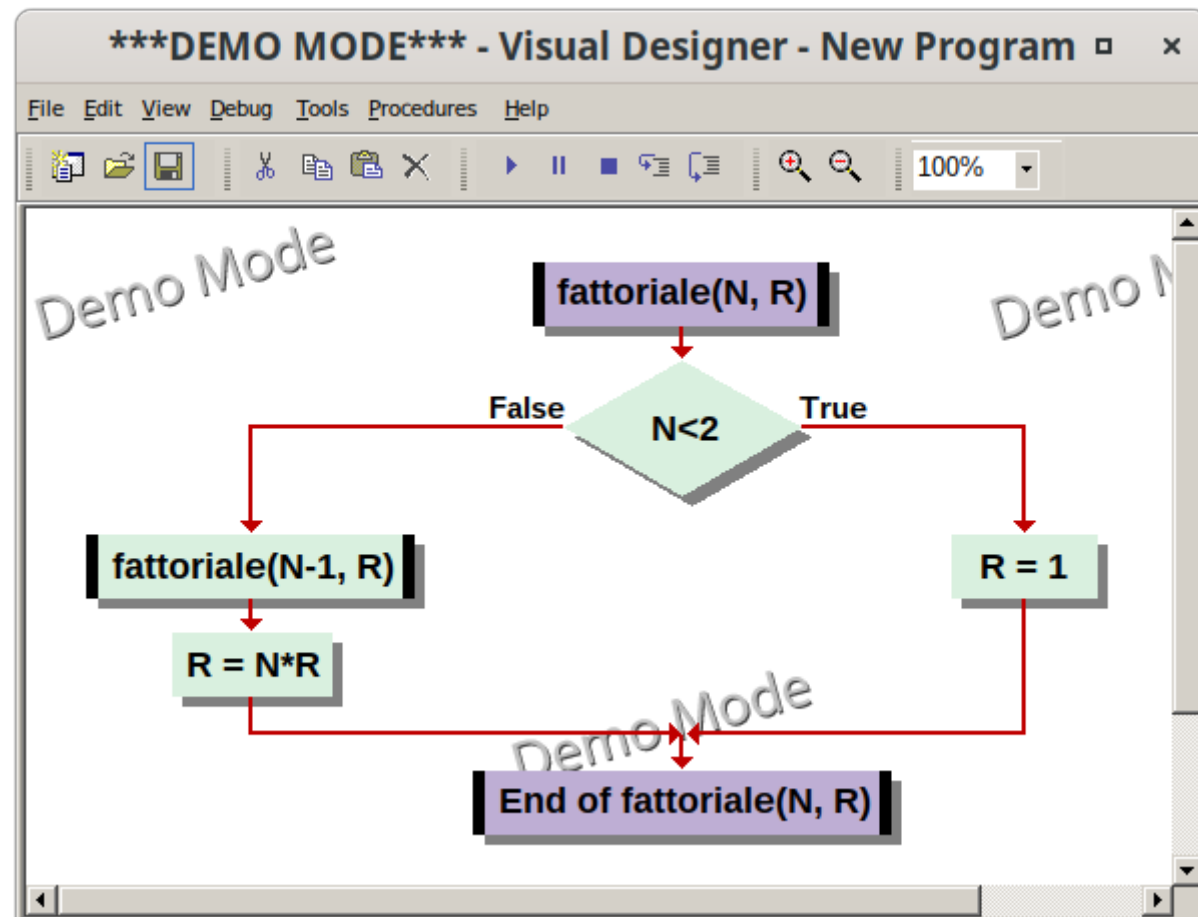 ***DEMO MODE*** - Visual Designer - New Program
File Edit View Debug Tools Procedures Help
100%
Demo Mode
Demo M
fattoriale(N, R)
False
True
N<2
fattoriale(N-1, R)
R = 1
R = N*R
Demo Mode
End of fattoriale(N, R)